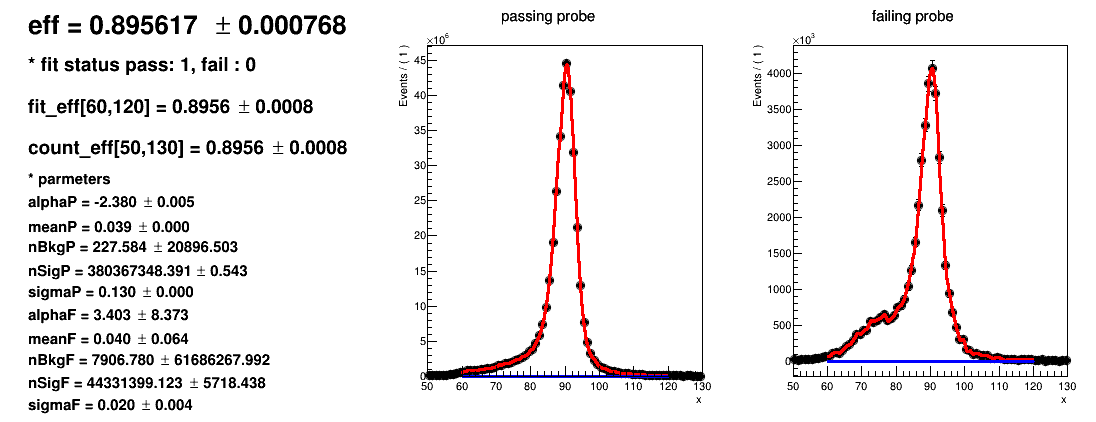 eff = 0.895617 ± 0.000768
* fit status pass: 1, fail : 0
fit_eff[60,120] = 0.8956 ± 0.0008
count_eff[50,130] = 0.8956 ± 0.0008
* parmeters
alphaP = -2.380 ± 0.005
meanP = 0.039 ± 0.000
nBkgP = 227.584 ± 20896.503
nSigP = 380367348.391 ± 0.543
sigmaP = 0.130 ± 0.000
alphaF = 3.403 ± 8.373
meanF = 0.040 ± 0.064
nBkgF = 7906.780 ± 61686267.992
nSigF = 44331399.123 ± 5718.438
sigmaF = 0.020 ± 0.004
passing probe
×10⁶
Events / ( 1 )
45
40
35
30
25
20
15
10
5
0
50 60 70 80 90 100 110 120 130
x
failing probe
×10³
Events / ( 1 )
4000
3500
3000
2500
2000
1500
1000
500
0
50 60 70 80 90 100 110 120 130
x